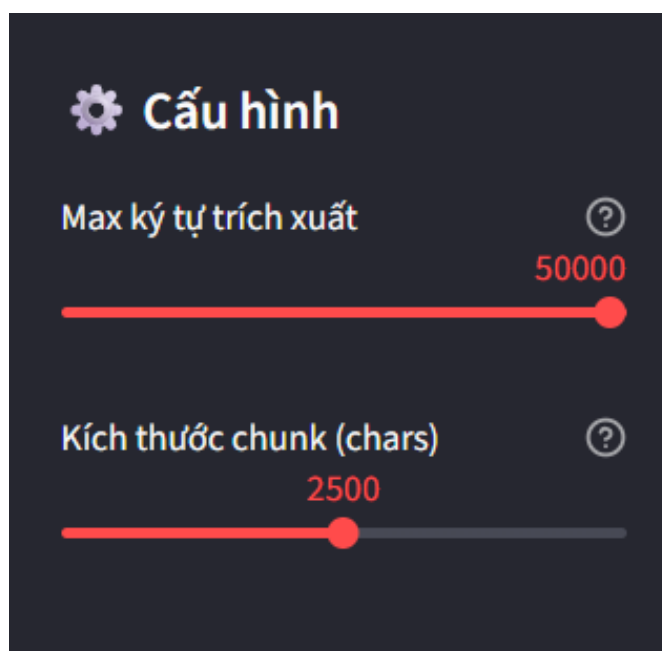 Cấu hình
Max ký tự trích xuất
50000
Kích thước chunk (chars)
2500